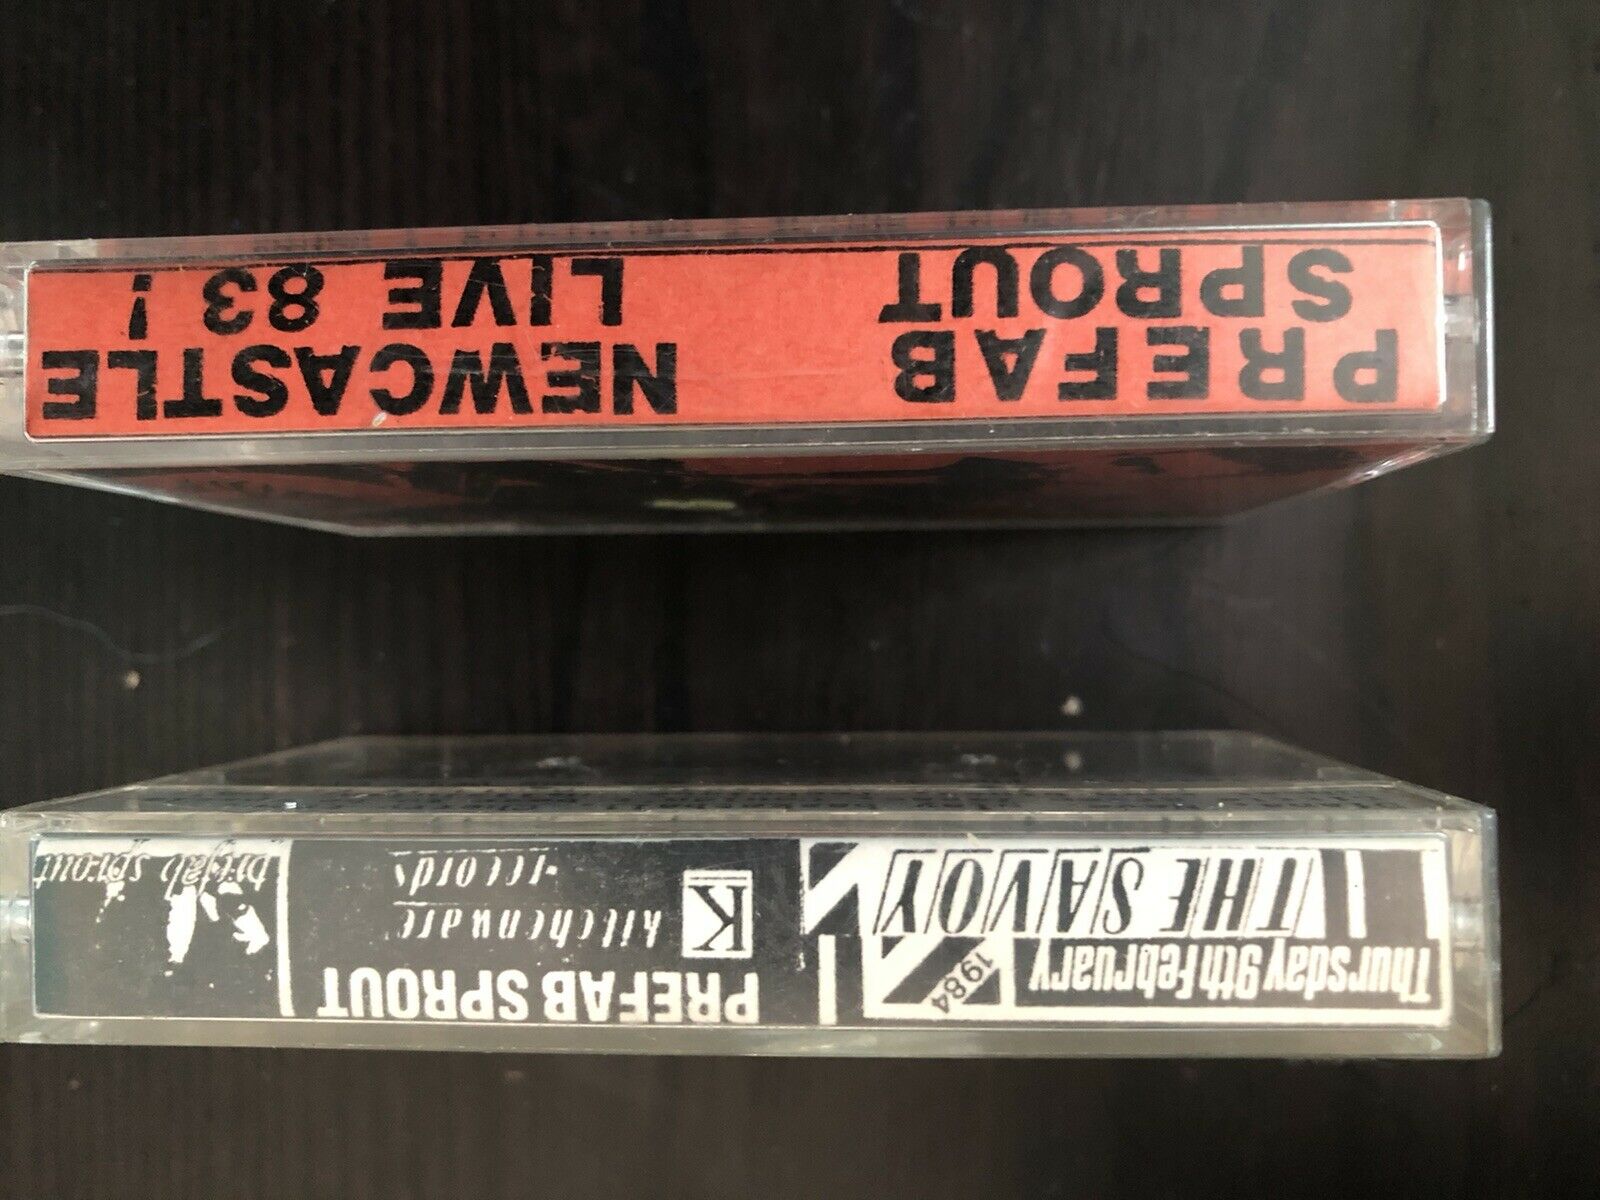 PREFAB
SPROUT
NEWCASTLE
LIVE 83 !
Thursday 9th February
1984
THE SAVOY
PREFAB SPROUT
K
kitchenware
records
prefab sprout